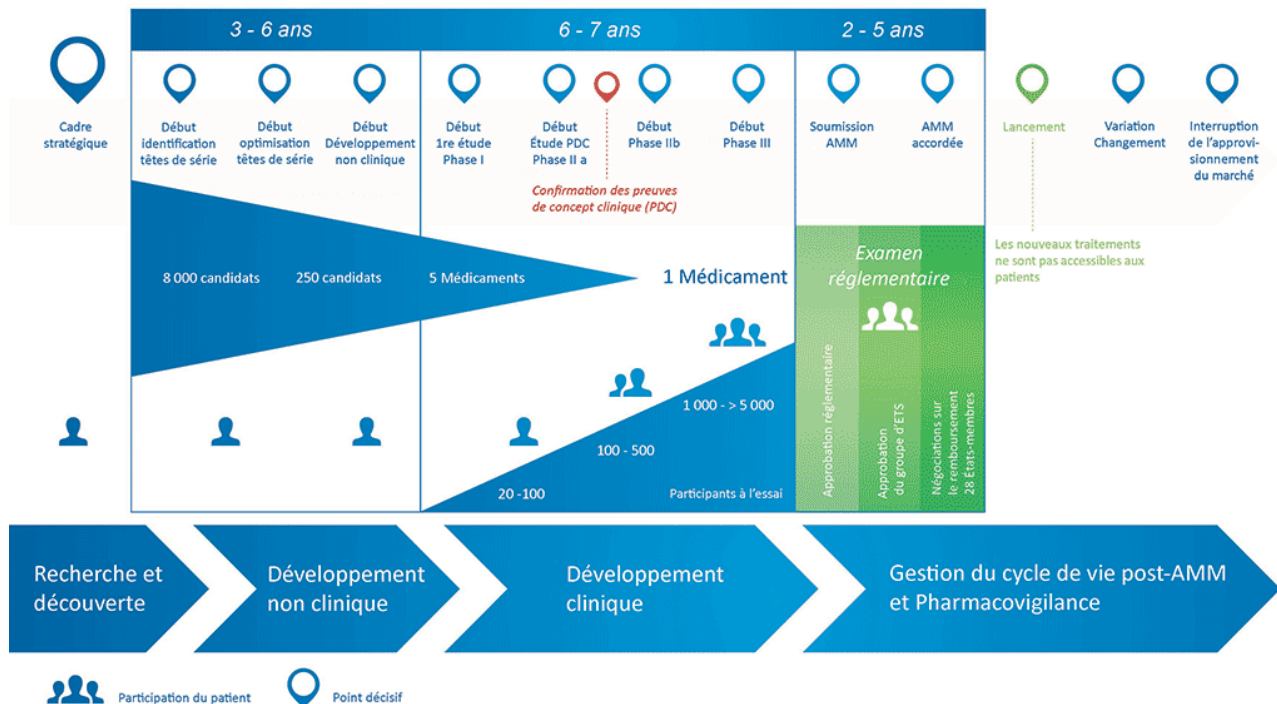 3 - 6 ans
6 - 7 ans
2 - 5 ans
Cadre
stratégique
Début
identification
têtes de série
Début
optimisation
têtes de série
Début
Développement
non clinique
Début
1re étude
Phase I
Début
Étude PDC
Phase II a
Début
Phase IIb
Début
Phase III
Soumission
AMM
AMM
accordée
Lancement
Variation
Changement
Interruption
de l'approvi-
sionnement
du marché
Confirmation des preuves
de concept clinique (PDC)
8 000 candidats
250 candidats
5 Médicaments
1 Médicament
Examen
réglementaire
Les nouveaux traitements
ne sont pas accessibles aux
patients
20 -100
100 - 500
1 000 - > 5 000
Participants à l'essai
Approbation réglementaire
Approbation
du groupe d'ETS
Négociations sur
le remboursement
28 États-membres
Recherche et
découverte
Développement
non clinique
Développement
clinique
Gestion du cycle de vie post-AMM
et Pharmacovigilance
Participation du patient
Point décisif